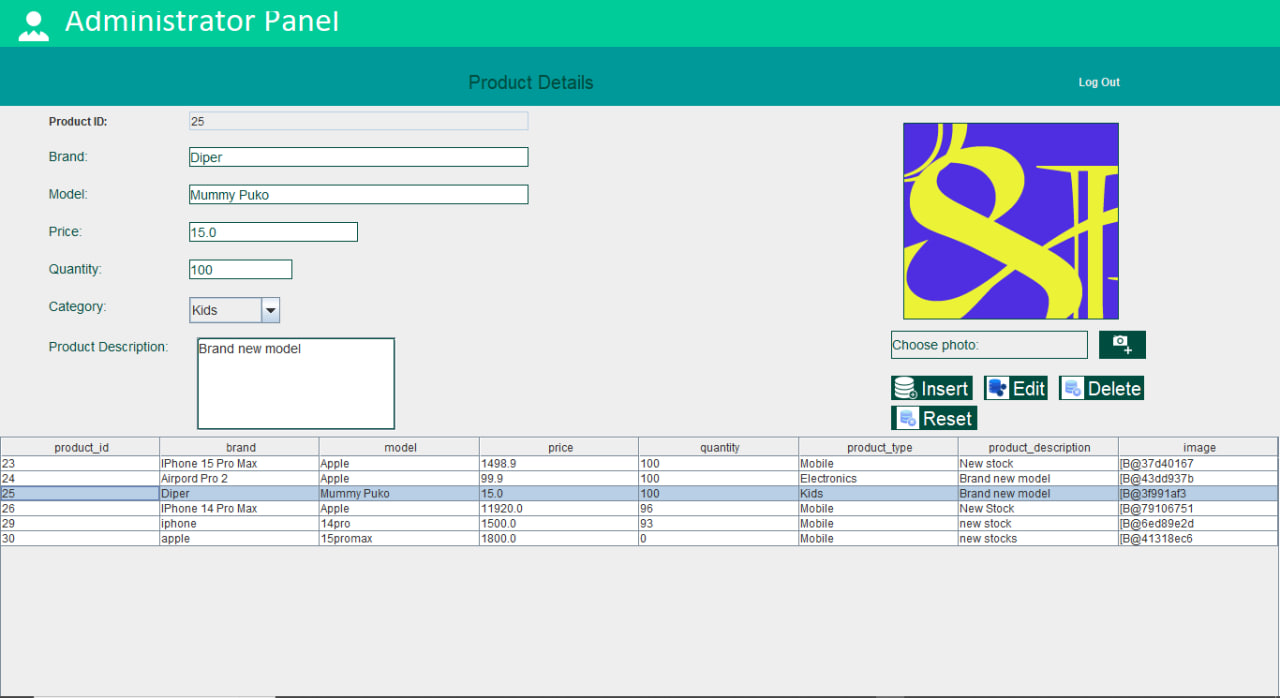 Administrator Panel
Product Details
Log Out
Product ID: 25
Brand: Diper
Model: Mummy Puko
Price: 15.0
Quantity: 100
Category: Kids
Product Description: Brand new model
Choose photo:
Insert Edit Delete
Reset
product_id brand model price quantity product_type product_description image
23 IPhone 15 Pro Max Apple 1498.9 100 Mobile New stock [B@37d40167
24 Airpord Pro 2 Apple 99.9 100 Electronics Brand new model [B@43dd937b
25 Diper Mummy Puko 15.0 100 Kids Brand new model [B@3f991af3
26 IPhone 14 Pro Max Apple 11920.0 96 Mobile New Stock [B@79106751
29 iphone 14pro 1500.0 93 Mobile new Stock [B@6ed89e2d
30 apple 15promax 1800.0 0 Mobile new stocks [B@41318ec6